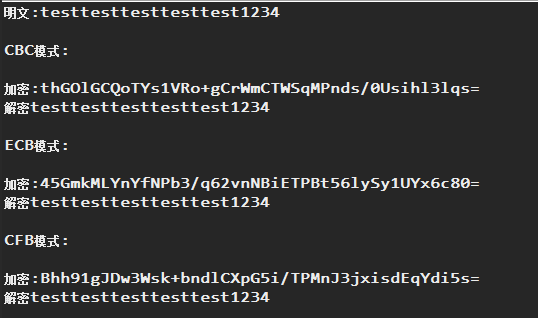 明文:testtesttesttesttest1234
CBC模式:
加密:thGOlGCQoTYs1VRo+gCrWmCTWSqMPnds/0Usihl3lqs=
解密testtesttesttesttest1234
ECB模式:
加密:45GmkMLYnYfNPb3/q62vnNBiETPBt56lySy1UYx6c80=
解密testtesttesttesttest1234
CFB模式:
加密:Bhh91gJDw3Wsk+bndlCXpG5i/TPMnJ3jxisdEqYdi5s=
解密testtesttesttesttest1234